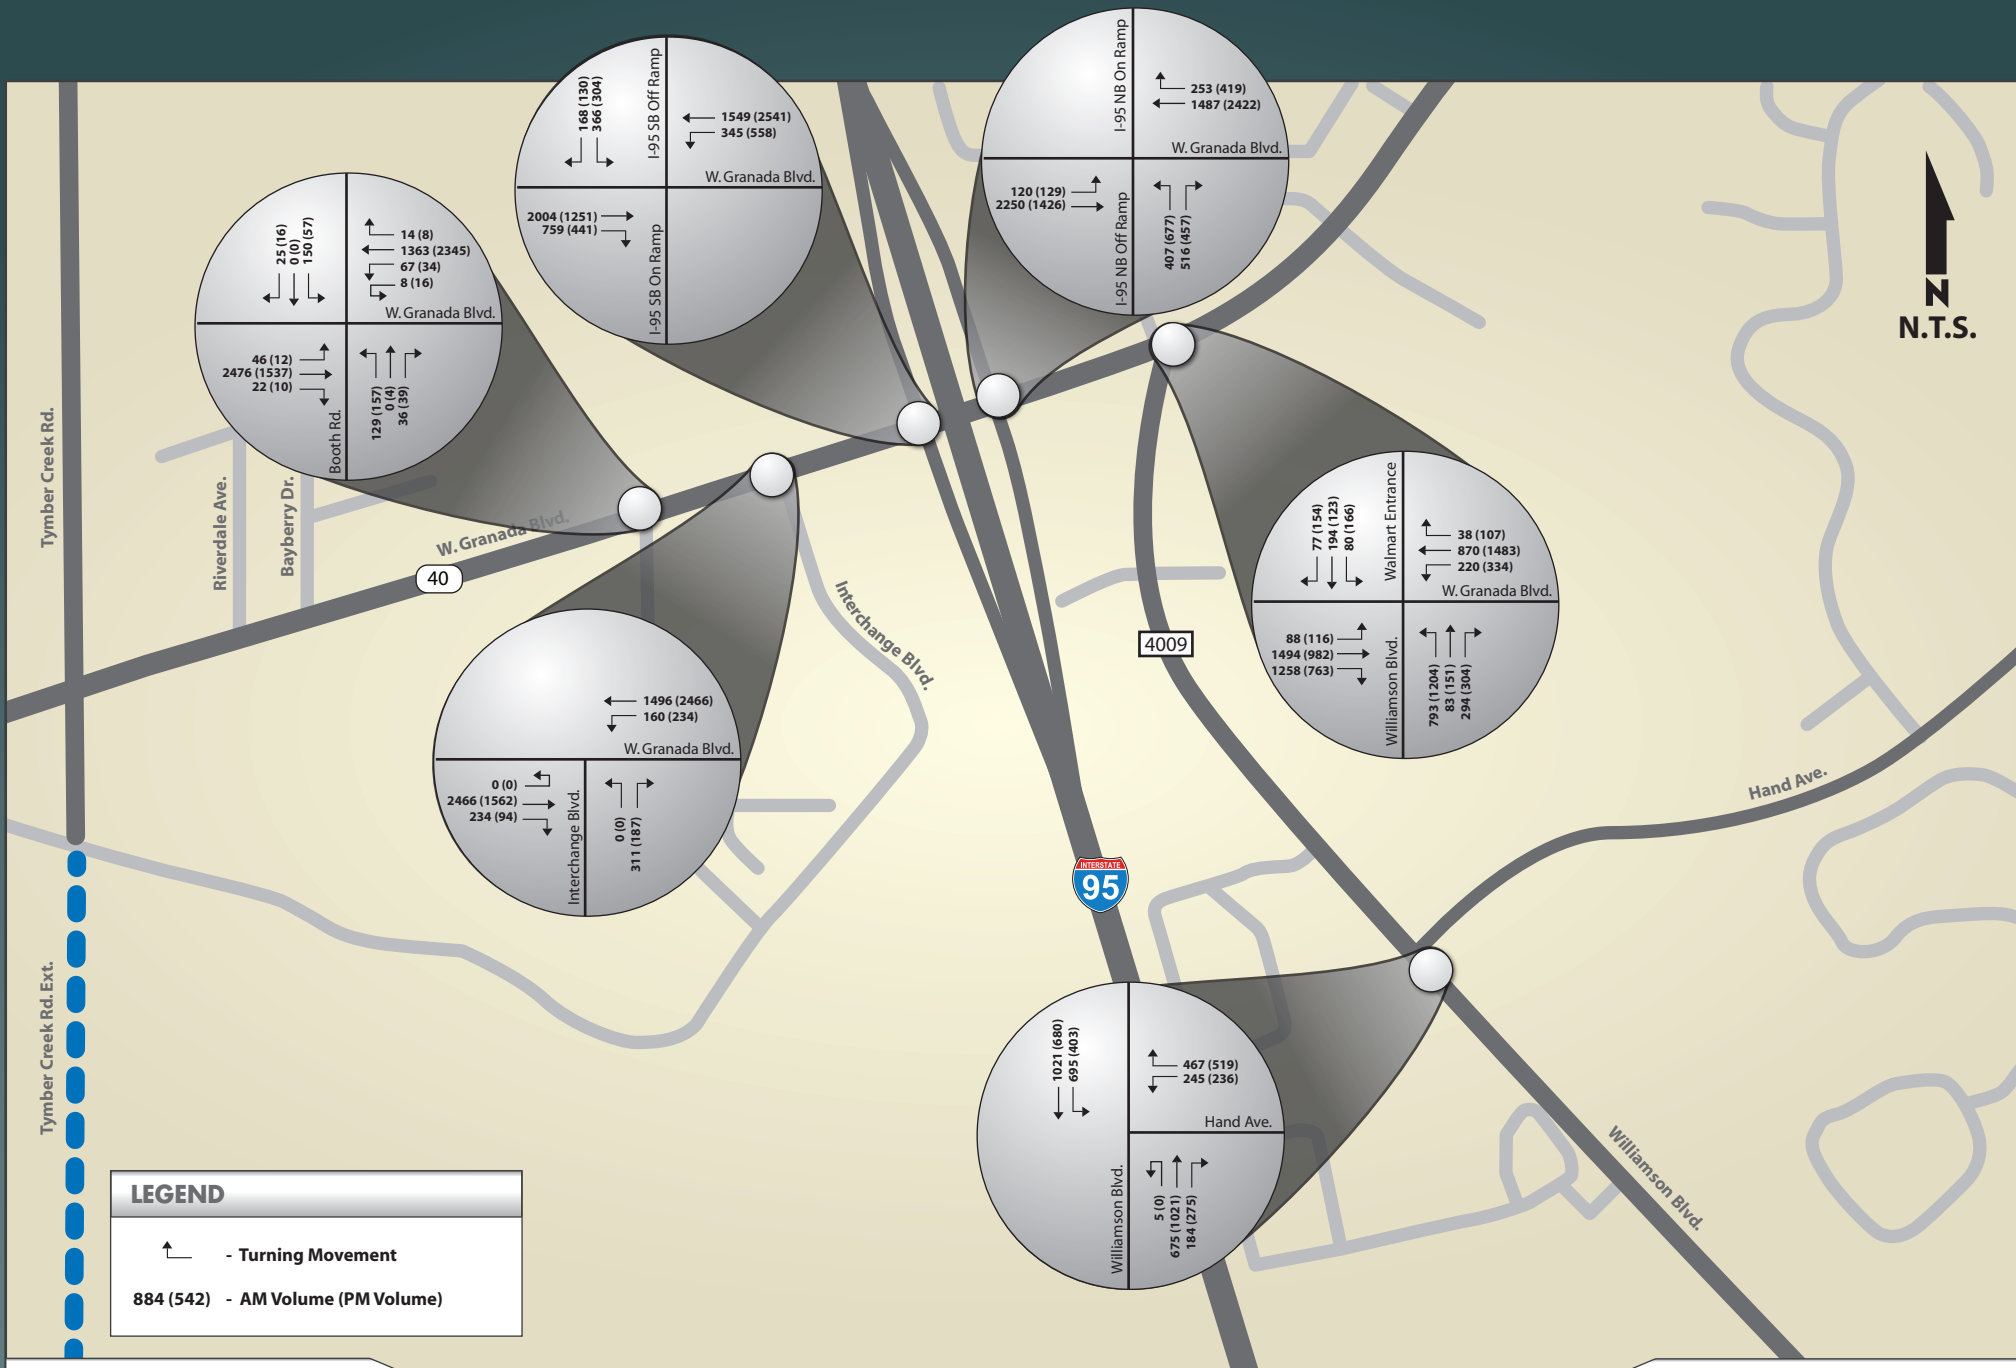 168 (130)
366 (304)
I-95 SB Off Ramp
1549 (2541)
345 (558)
W. Granada Blvd.
2004 (1251)
759 (441)
I-95 SB On Ramp
I-95 NB On Ramp
253 (419)
1487 (2422)
W. Granada Blvd.
120 (129)
2250 (1426)
I-95 NB Off Ramp
407 (677)
516 (457)
25 (16)
0 (0)
150 (57)
14 (8)
1363 (2345)
67 (34)
8 (16)
W. Granada Blvd.
46 (12)
2476 (1537)
22 (10)
Booth Rd.
129 (157)
0 (4)
36 (39)
N
N.T.S.
Tymber Creek Rd.
Riverdale Ave.
Bayberry Dr.
W. Granada Blvd.
40
Interchange Blvd.
4009
77 (154)
194 (123)
80 (166)
Walmart Entrance
38 (107)
870 (1483)
220 (334)
W. Granada Blvd.
88 (116)
1494 (982)
1258 (763)
Williamson Blvd.
793 (1204)
83 (151)
294 (304)
1496 (2466)
160 (234)
W. Granada Blvd.
0 (0)
2466 (1562)
234 (94)
Interchange Blvd.
0 (0)
311 (187)
Hand Ave.
INTERSTATE
95
Tymber Creek Rd. Ext.
1021 (680)
695 (403)
467 (519)
245 (236)
Hand Ave.
Williamson Blvd.
5 (0)
675 (1021)
184 (275)
Williamson Blvd.
LEGEND
- Turning Movement
884 (542) - AM Volume (PM Volume)